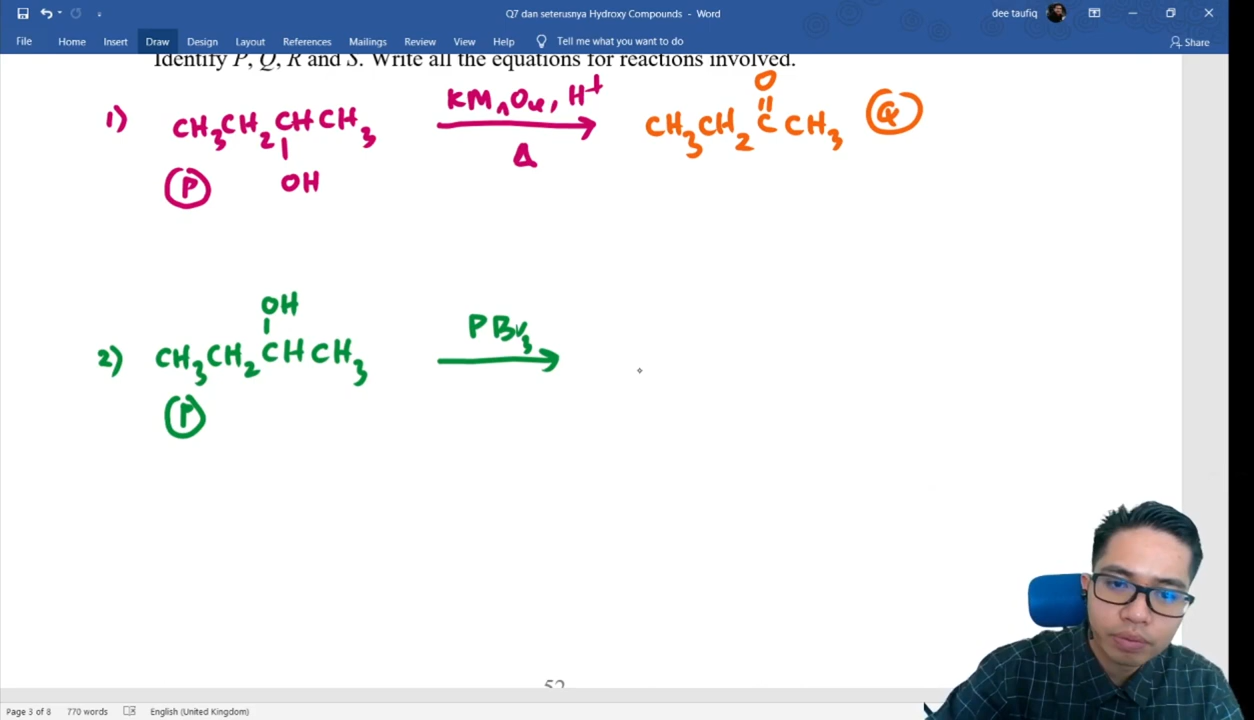 Q7 dan seterusnya Hydroxy Compounds - Word
dee taufiq
File Home Insert Draw Design Layout References Mailings Review View Help Tell me what you want to do Share
Identify P, Q, R and S. Write all the equations for reactions involved.
KMnO4, H+
O
1) CH3CH2CHCH3 CH3CH2CCH3 Q
Δ
P OH
OH
PBr3
2) CH3CH2CHCH3
P
52
Page 3 of 8 770 words English (United Kingdom)